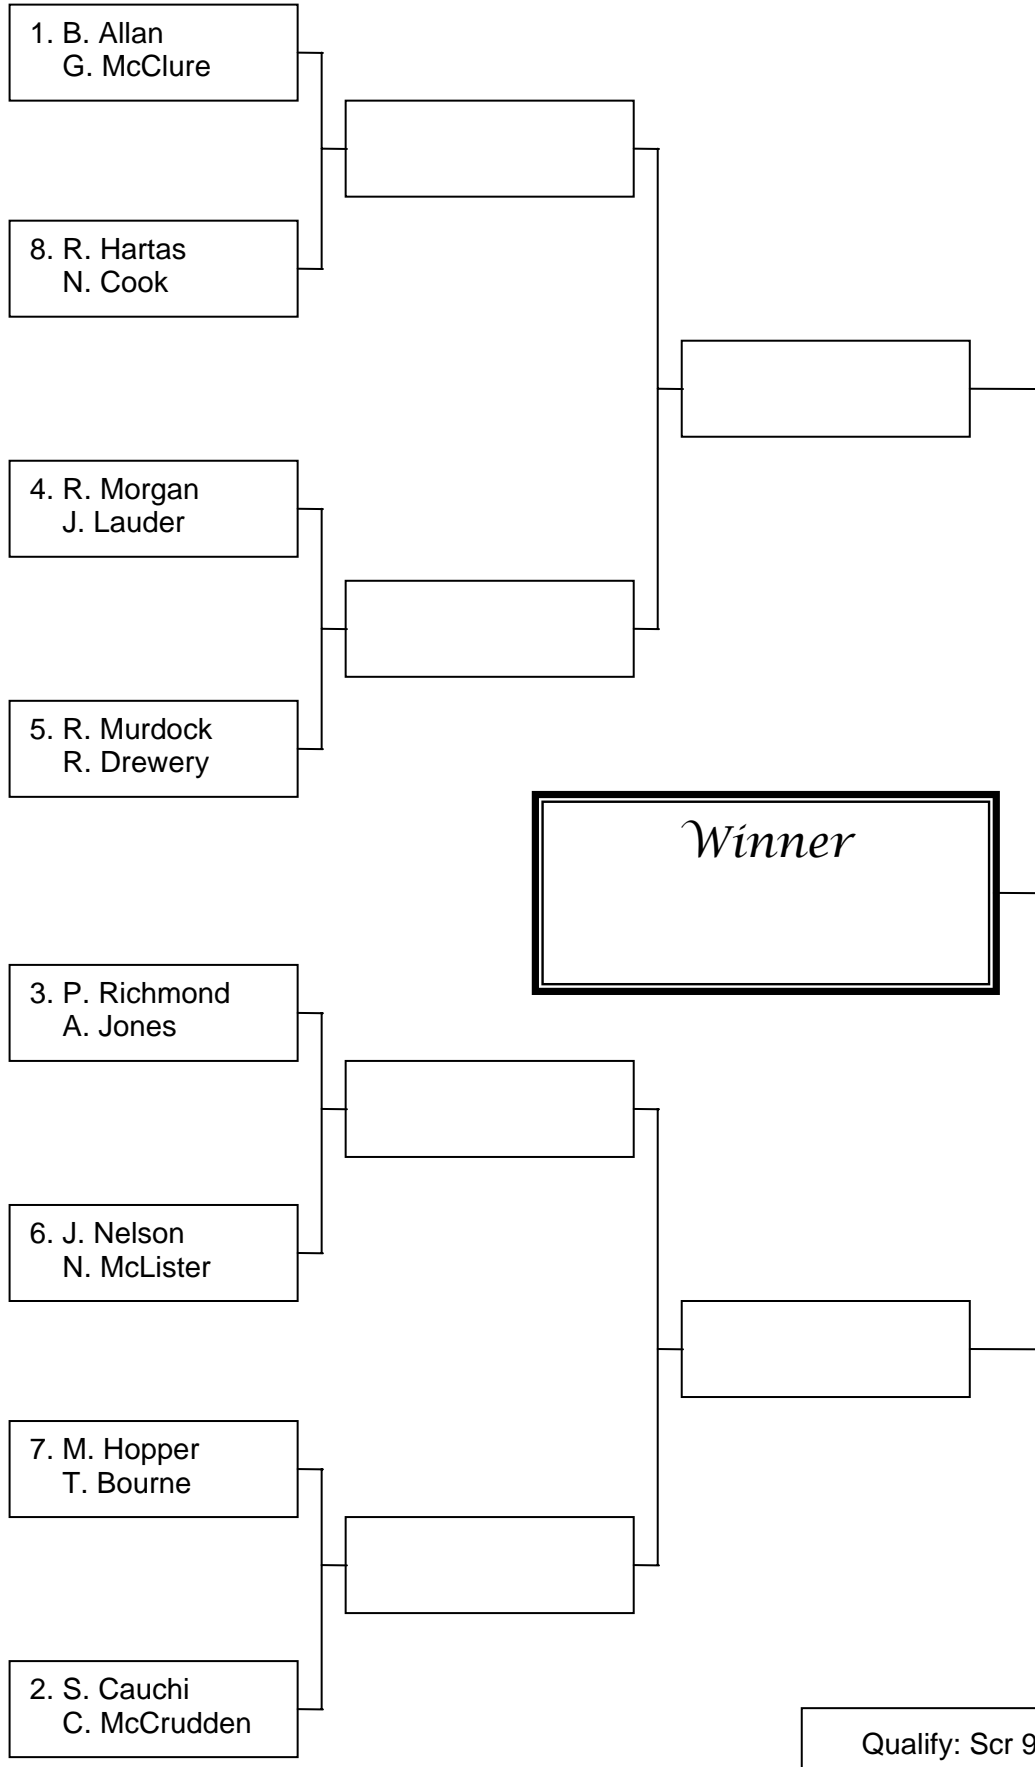 1. B. Allan
G. McClure
8. R. Hartas
N. Cook
4. R. Morgan
J. Lauder
5. R. Murdock
R. Drewery
Winner
3. P. Richmond
A. Jones
6. J. Nelson
N. McLister
7. M. Hopper
T. Bourne
2. S. Cauchi
C. McCrudden
Qualify: Scr 9